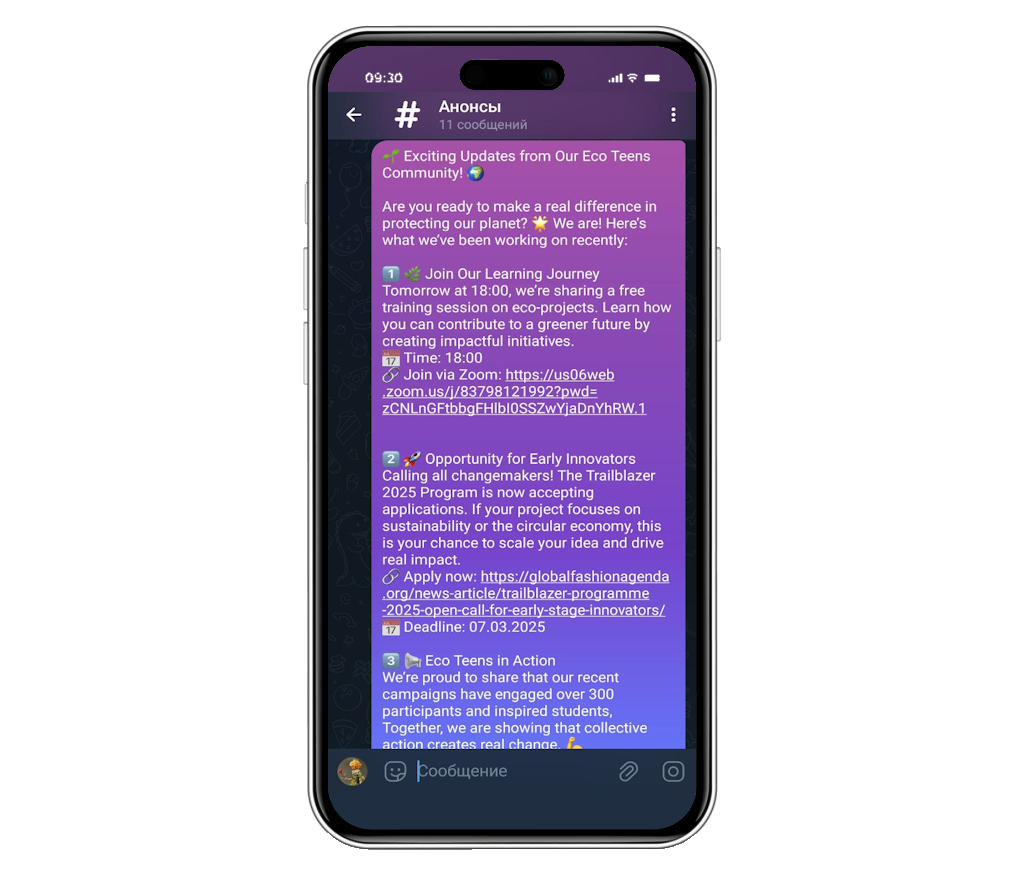 09:30
#
Анонсы
11 сообщений
🌱 Exciting Updates from Our Eco Teens
Community! 🌍
Are you ready to make a real difference in
protecting our planet? 🌟 We are! Here's
what we've been working on recently:
1️⃣ 🌿 Join Our Learning Journey
Tomorrow at 18:00, we're sharing a free
training session on eco-projects. Learn how
you can contribute to a greener future by
creating impactful initiatives.
📅 Time: 18:00
🔗 Join via Zoom: https://us06web
.zoom.us/j/83798121992?pwd=
zCNLnGFtbbgFHlbI0SSZwYjaDnYhRW.1
2️⃣ 🚀 Opportunity for Early Innovators
Calling all changemakers! The Trailblazer
2025 Program is now accepting
applications. If your project focuses on
sustainability or the circular economy, this
is your chance to scale your idea and drive
real impact.
🔗 Apply now: https://globalfashionagenda
.org/news-article/trailblazer-programme
-2025-open-call-for-early-stage-innovators/
📅 Deadline: 07.03.2025
3️⃣ 📢 Eco Teens in Action
We're proud to share that our recent
campaigns have engaged over 300
participants and inspired students,
Together, we are showing that collective
action creates real change. 💪
Сообщение